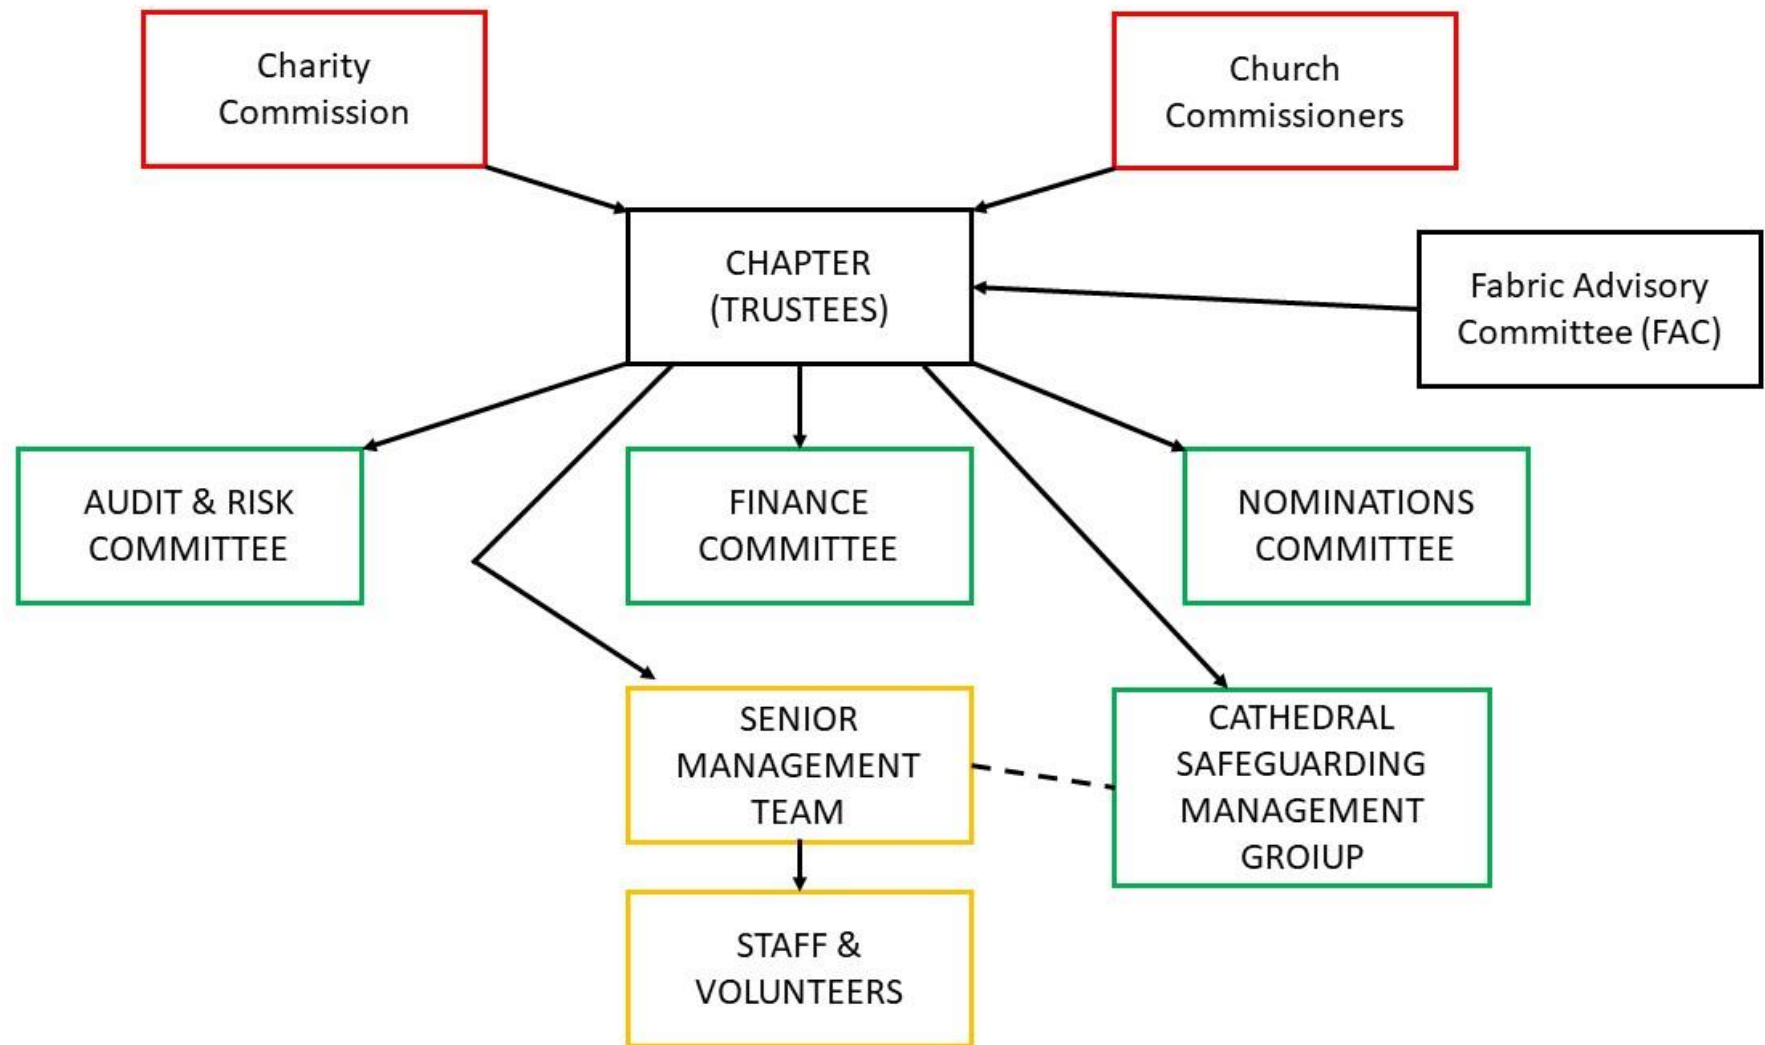 Charity
Commission
Church
Commissioners
CHAPTER
(TRUSTEES)
Fabric Advisory
Committee (FAC)
AUDIT & RISK
COMMITTEE
FINANCE
COMMITTEE
NOMINATIONS
COMMITTEE
SENIOR
MANAGEMENT
TEAM
CATHEDRAL
SAFEGUARDING
MANAGEMENT
GROIUP
STAFF &
VOLUNTEERS